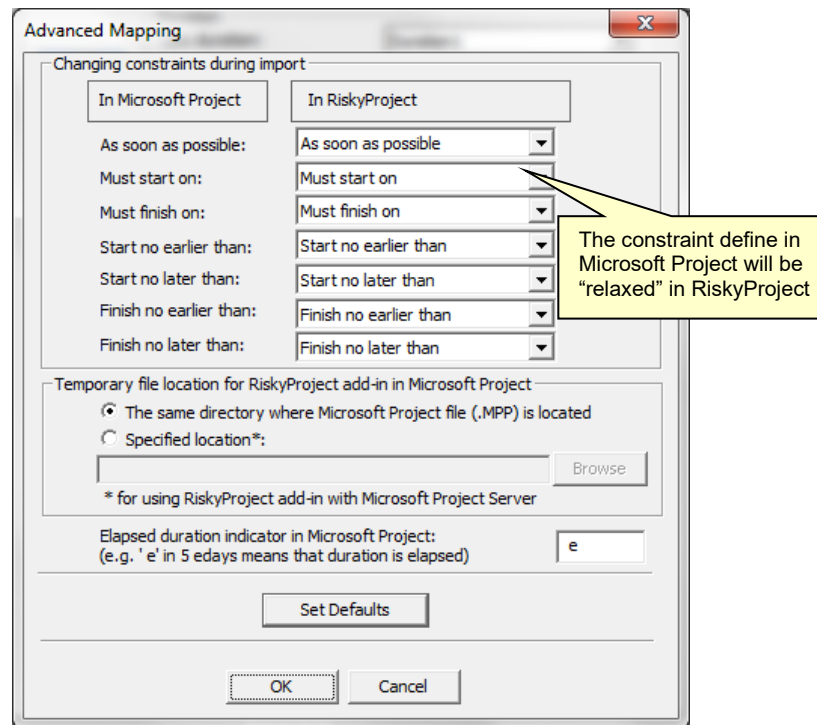 Advanced Mapping
Changing constraints during import
In Microsoft Project
In RiskyProject
As soon as possible:
As soon as possible
Must start on:
Must start on
Must finish on:
Must finish on
Start no earlier than:
Start no earlier than
Start no later than:
Start no later than
Finish no earlier than:
Finish no earlier than
Finish no later than:
Finish no later than
The constraint define in
Microsoft Project will be
“relaxed” in RiskyProject
Temporary file location for RiskyProject add-in in Microsoft Project
The same directory where Microsoft Project file (.MPP) is located
Specified location*:
Browse
* for using RiskyProject add-in with Microsoft Project Server
Elapsed duration indicator in Microsoft Project:
(e.g. ' e' in 5 edays means that duration is elapsed)
e
Set Defaults
OK
Cancel